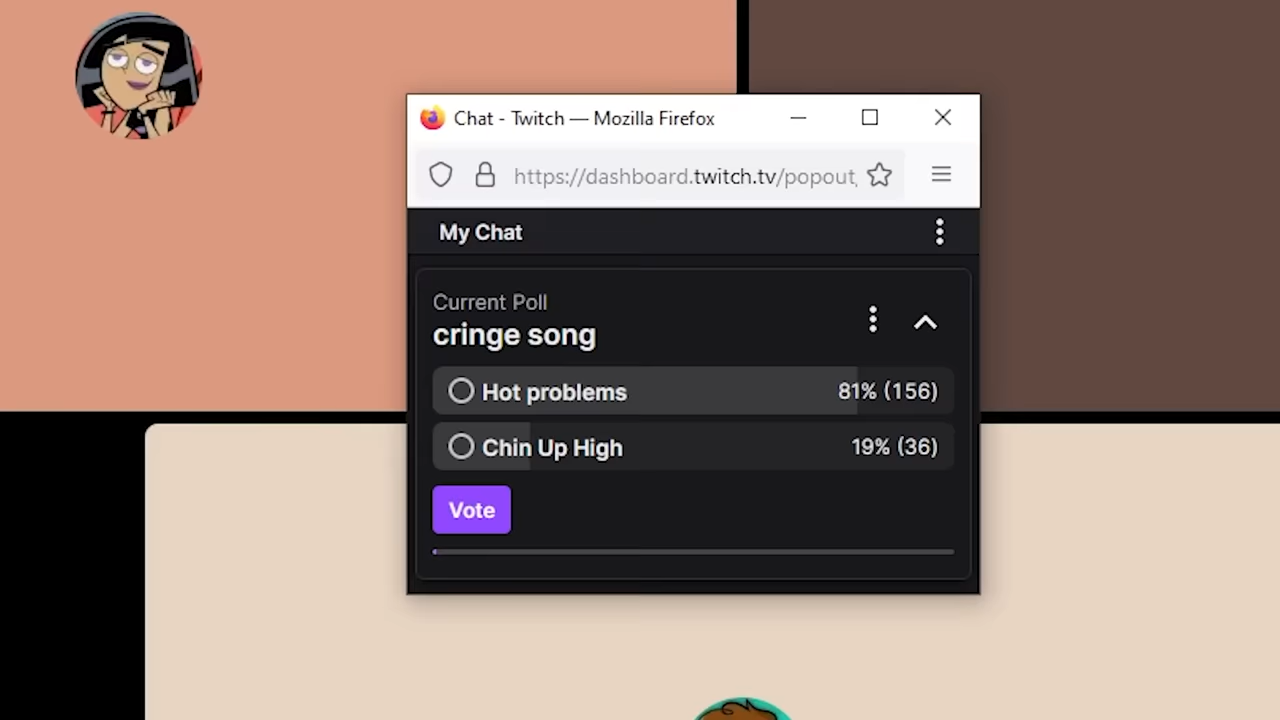 Chat - Twitch — Mozilla Firefox
https://dashboard.twitch.tv/popout/
My Chat
Current Poll
cringe song
Hot problems 81% (156)
Chin Up High 19% (36)
Vote